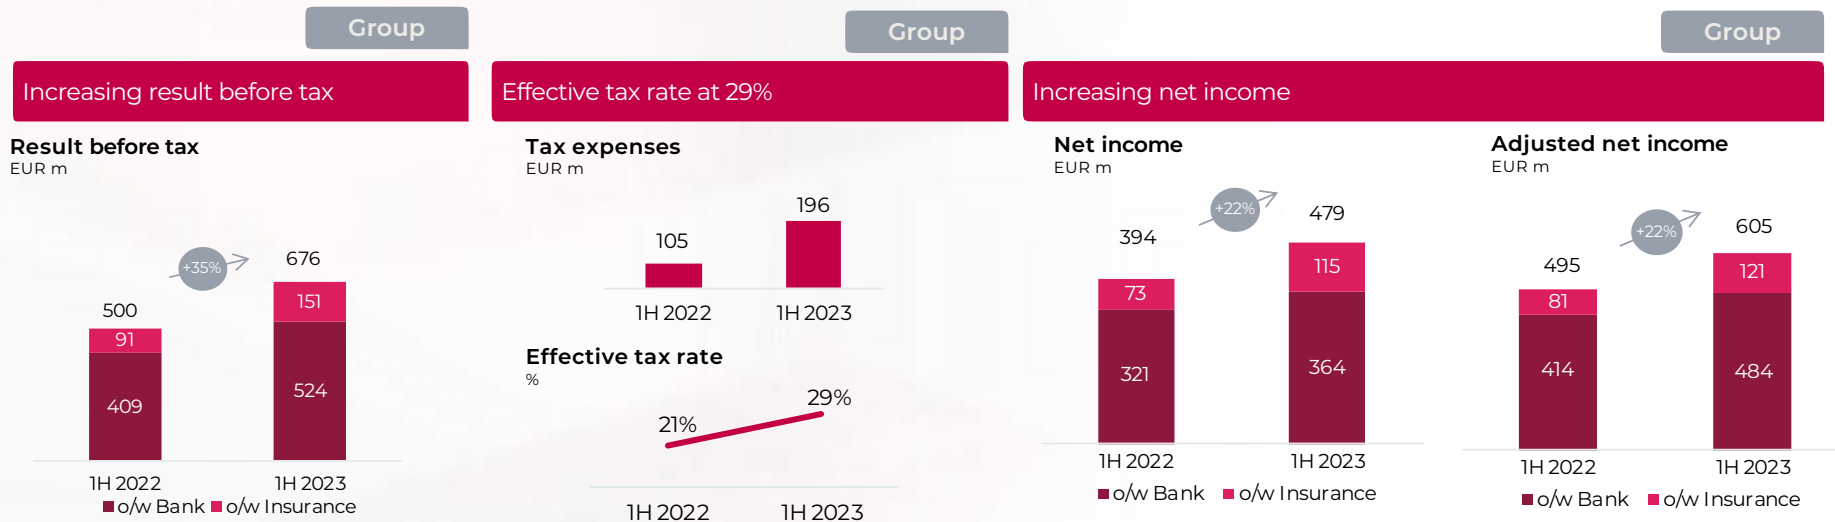 Group
Increasing result before tax
Result before tax
EUR m
+35%
676
500
151
91
524
409
1H 2022
1H 2023
o/w Bank
o/w Insurance
Group
Effective tax rate at 29%
Tax expenses
EUR m
196
105
1H 2022
1H 2023
Effective tax rate
%
29%
21%
1H 2022
1H 2023
Group
Increasing net income
Net income
EUR m
+22%
479
394
115
73
364
321
1H 2022
1H 2023
o/w Bank
o/w Insurance
Adjusted net income
EUR m
+22%
605
495
121
81
484
414
1H 2022
1H 2023
o/w Bank
o/w Insurance